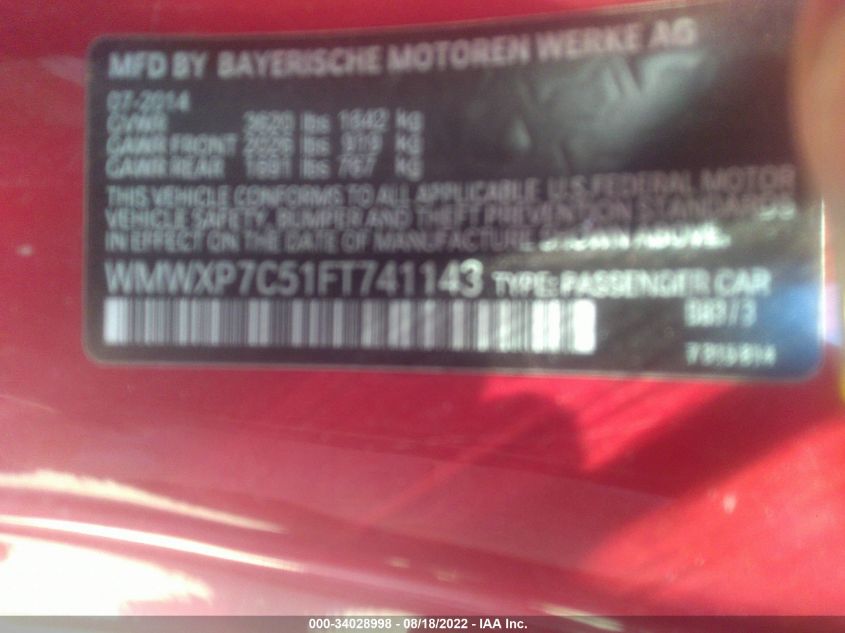 MFD BY BAYERISCHE MOTOREN WERKE AG
07-2014
GVWR 3620 lbs 1642 kg
GAWR FRONT 2026 lbs 919 kg
GAWR REAR 1691 lbs 767 kg
THIS VEHICLE CONFORMS TO ALL APPLICABLE U.S. FEDERAL MOTOR
VEHICLE SAFETY, BUMPER AND THEFT PREVENTION STANDARDS
IN EFFECT ON THE DATE OF MANUFACTURE SHOWN ABOVE.
WMWXP7C51FT741143 TYPE: PASSENGER CAR
000-34028998 - 08/18/2022 - IAA Inc.